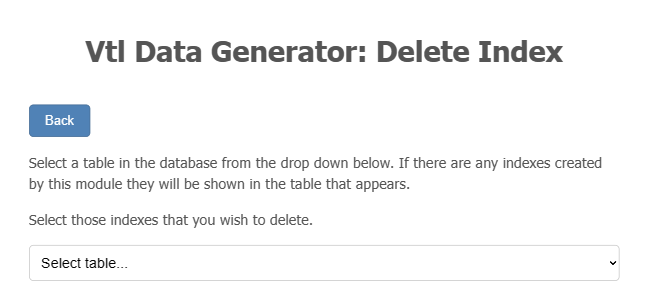 Vtl Data Generator: Delete Index
Back
Select a table in the database from the drop down below. If there are any indexes created
by this module they will be shown in the table that appears.
Select those indexes that you wish to delete.
Select table...